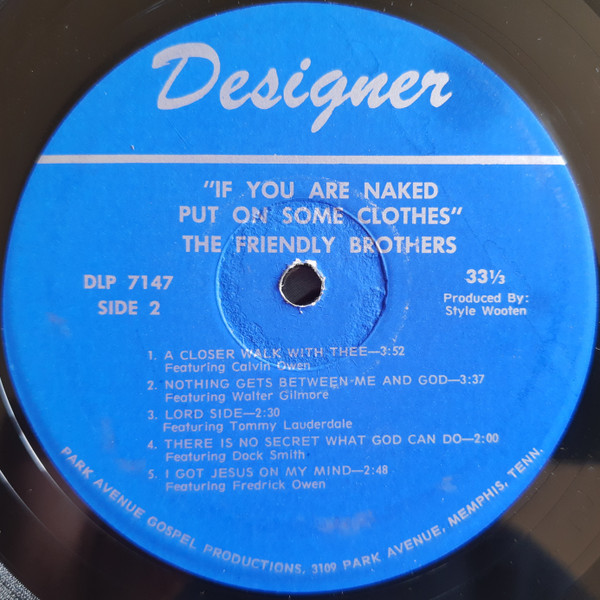 Designer
"IF YOU ARE NAKED
PUT ON SOME CLOTHES"
THE FRIENDLY BROTHERS
DLP 7147
SIDE 2
33⅓
Produced By:
Style Wooten
1. A CLOSER WALK WITH THEE—3:52
Featuring Calvin Owen
2. NOTHING GETS BETWEEN ME AND GOD—3:37
Featuring Walter Gilmore
3. LORD SIDE—2:30
Featuring Tommy Lauderdale
4. THERE IS NO SECRET WHAT GOD CAN DO—2:00
Featuring Dock Smith
5. I GOT JESUS ON MY MIND—2:48
Featuring Fredrick Owen
PARK AVENUE GOSPEL PRODUCTIONS, 3109 PARK AVENUE, MEMPHIS, TENN.